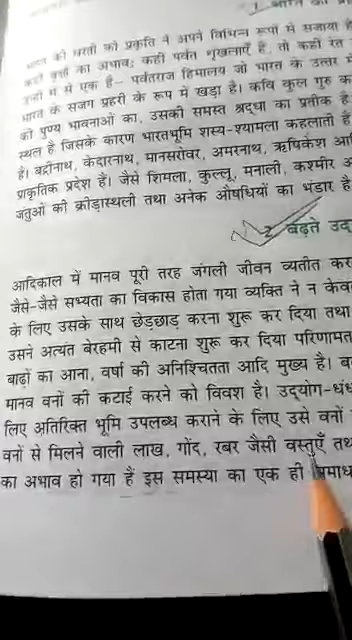 की धरती को प्रकृति ने अपने विभिन्न रूपों में सजाया है
वृक्षों का अभाव; कहीं पर्वत शृंखलाएँ हैं, तो कहीं रेत
में से एक है– पर्वतराज हिमालय जो भारत के उत्तर में
भारत के सजग प्रहरी के रूप में खड़ा है। कवि कुल गुरु
की पुण्य भावनाओं का, उसकी समस्त श्रद्धा का प्रतीक है
स्थल है जिसके कारण भारतभूमि शस्य-श्यामला कहलाती है
हैं। बद्रीनाथ, केदारनाथ, मानसरोवर, अमरनाथ, ऋषिकेश
प्राकृतिक प्रदेश हैं। जैसे शिमला, कुल्लू, मनाली, कश्मीर
जंतुओं की क्रीड़ास्थली तथा अनेक औषधियों का भंडार है
2 बढ़ते
आदिकाल में मानव पूरी तरह जंगली जीवन व्यतीत कर
जैसे-जैसे सभ्यता का विकास होता गया व्यक्ति ने न केव
के लिए उसके साथ छेड़छाड़ करना शुरू कर दिया तथा
उसने अत्यंत बेरहमी से काटना शुरू कर दिया परिणामत
बाढ़ों का आना, वर्षा की अनिश्चितता आदि मुख्य है। ब
मानव वनों की कटाई करने को विवश है। उद्योग-धंध
लिए अतिरिक्त भूमि उपलब्ध कराने के लिए उसे वनों
वनों से मिलने वाली लाख, गोंद, रबर जैसी वस्तुएँ तथ
का अभाव हो गया हैं इस समस्या का एक ही